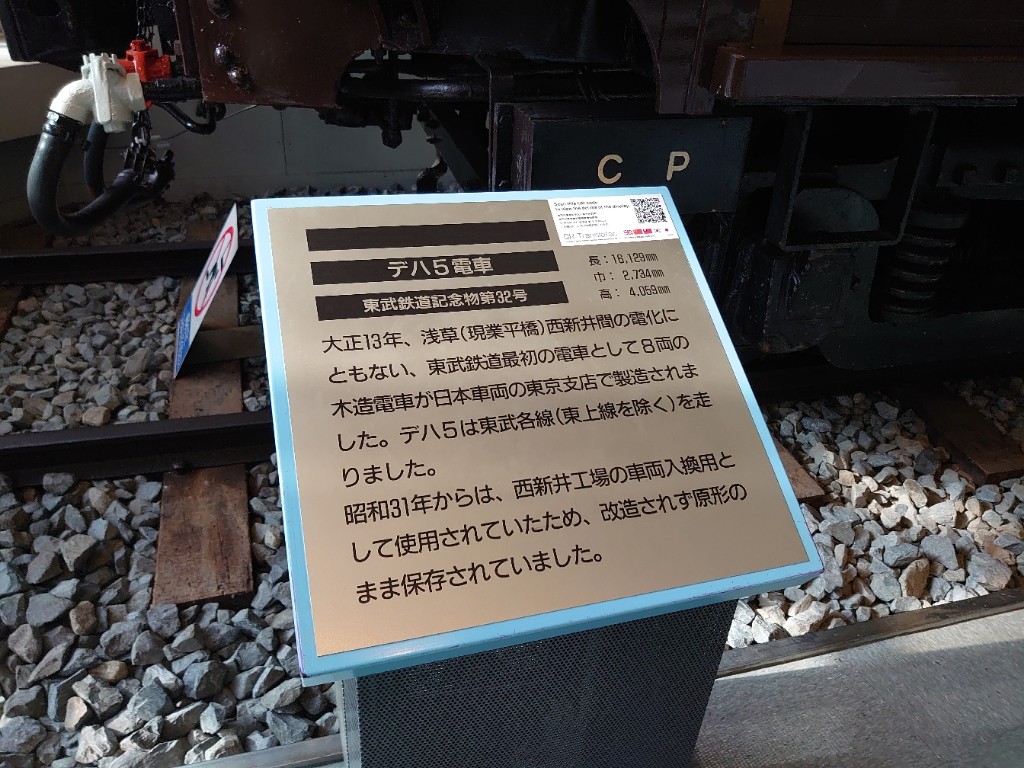 C P
Scan this QR code
QR Translator
デハ5電車
東武鉄道記念物第32号
長：16,129㎜
巾：2,734㎜
高：4,059㎜
大正13年、浅草（現業平橋）西新井間の電化に
ともない、東武鉄道最初の電車として8両の
木造電車が日本車両の東京支店で製造されま
した。デハ5は東武各線（東上線を除く）を走
りました。
昭和31年からは、西新井工場の車両入換用と
して使用されていたため、改造されず原形の
まま保存されていました。